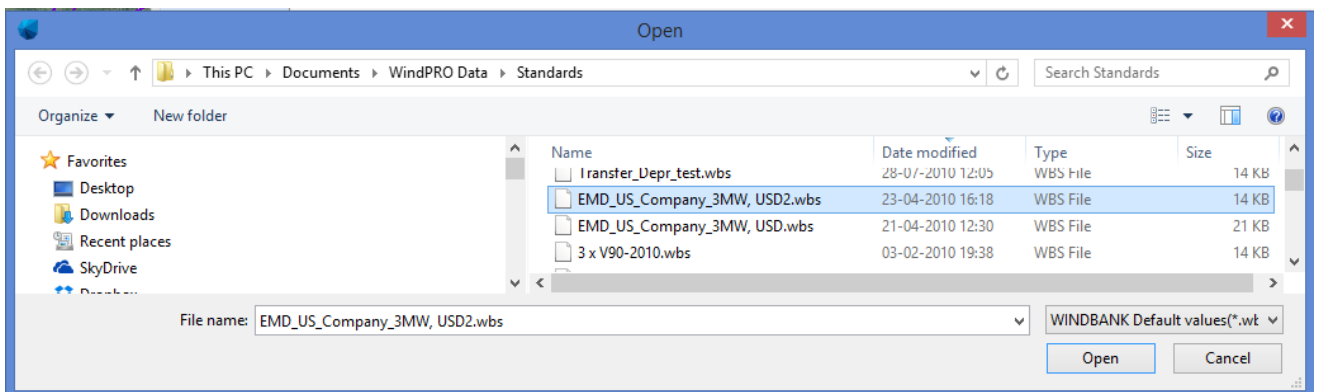 Open
This PC Documents WindPRO Data Standards
Search Standards
Organize New folder
Favorites
Desktop
Downloads
Recent places
SkyDrive
Dropbox
Name Date modified Type Size
Transfer_Depr_test.wbs 28-07-2010 12:05 WBS File 14 KB
EMD_US_Company_3MW, USD2.wbs 23-04-2010 16:18 WBS File 14 KB
EMD_US_Company_3MW, USD.wbs 21-04-2010 12:30 WBS File 21 KB
3 x V90-2010.wbs 03-02-2010 19:38 WBS File 14 KB
File name: EMD_US_Company_3MW, USD2.wbs
WINDBANK Default values(*.wb
Open Cancel